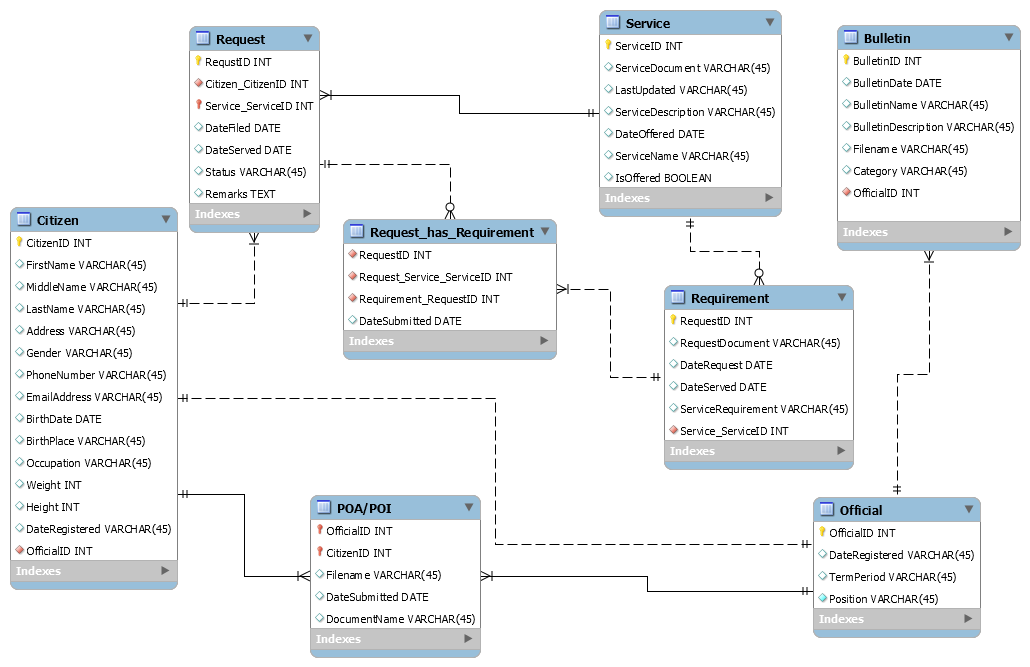 Request
RequstID INT
Citizen_CitizenID INT
Service_ServiceID INT
DateFiled DATE
DateServed DATE
Status VARCHAR(45)
Remarks TEXT
Indexes
Service
ServiceID INT
ServiceDocument VARCHAR(45)
LastUpdated VARCHAR(45)
ServiceDescription VARCHAR(45)
DateOffered DATE
ServiceName VARCHAR(45)
IsOffered BOOLEAN
Indexes
Bulletin
BulletinID INT
BulletinDate DATE
BulletinName VARCHAR(45)
BulletinDescription VARCHAR(45)
Filename VARCHAR(45)
Category VARCHAR(45)
OfficialID INT
Indexes
Citizen
CitizenID INT
FirstName VARCHAR(45)
MiddleName VARCHAR(45)
LastName VARCHAR(45)
Address VARCHAR(45)
Gender VARCHAR(45)
PhoneNumber VARCHAR(45)
EmailAddress VARCHAR(45)
BirthDate DATE
BirthPlace VARCHAR(45)
Occupation VARCHAR(45)
Weight INT
Height INT
DateRegistered VARCHAR(45)
OfficialID INT
Indexes
Request_has_Requirement
RequestID INT
Request_Service_ServiceID INT
Requirement_RequestID INT
DateSubmitted DATE
Indexes
Requirement
RequestID INT
RequestDocument VARCHAR(45)
DateRequest DATE
DateServed DATE
ServiceRequirement VARCHAR(45)
Service_ServiceID INT
Indexes
POA/POI
OfficialID INT
CitizenID INT
Filename VARCHAR(45)
DateSubmitted DATE
DocumentName VARCHAR(45)
Indexes
Official
OfficialID INT
DateRegistered VARCHAR(45)
TermPeriod VARCHAR(45)
Position VARCHAR(45)
Indexes